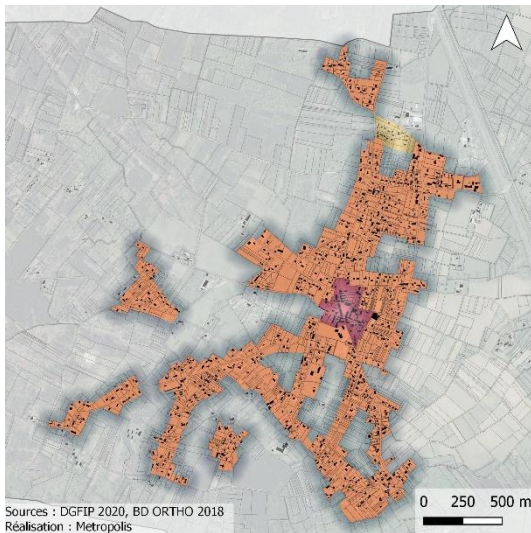 Sources : DGFIP 2020, BD ORTHO 2018
Réalisation : Metropolis
0 250 500 m